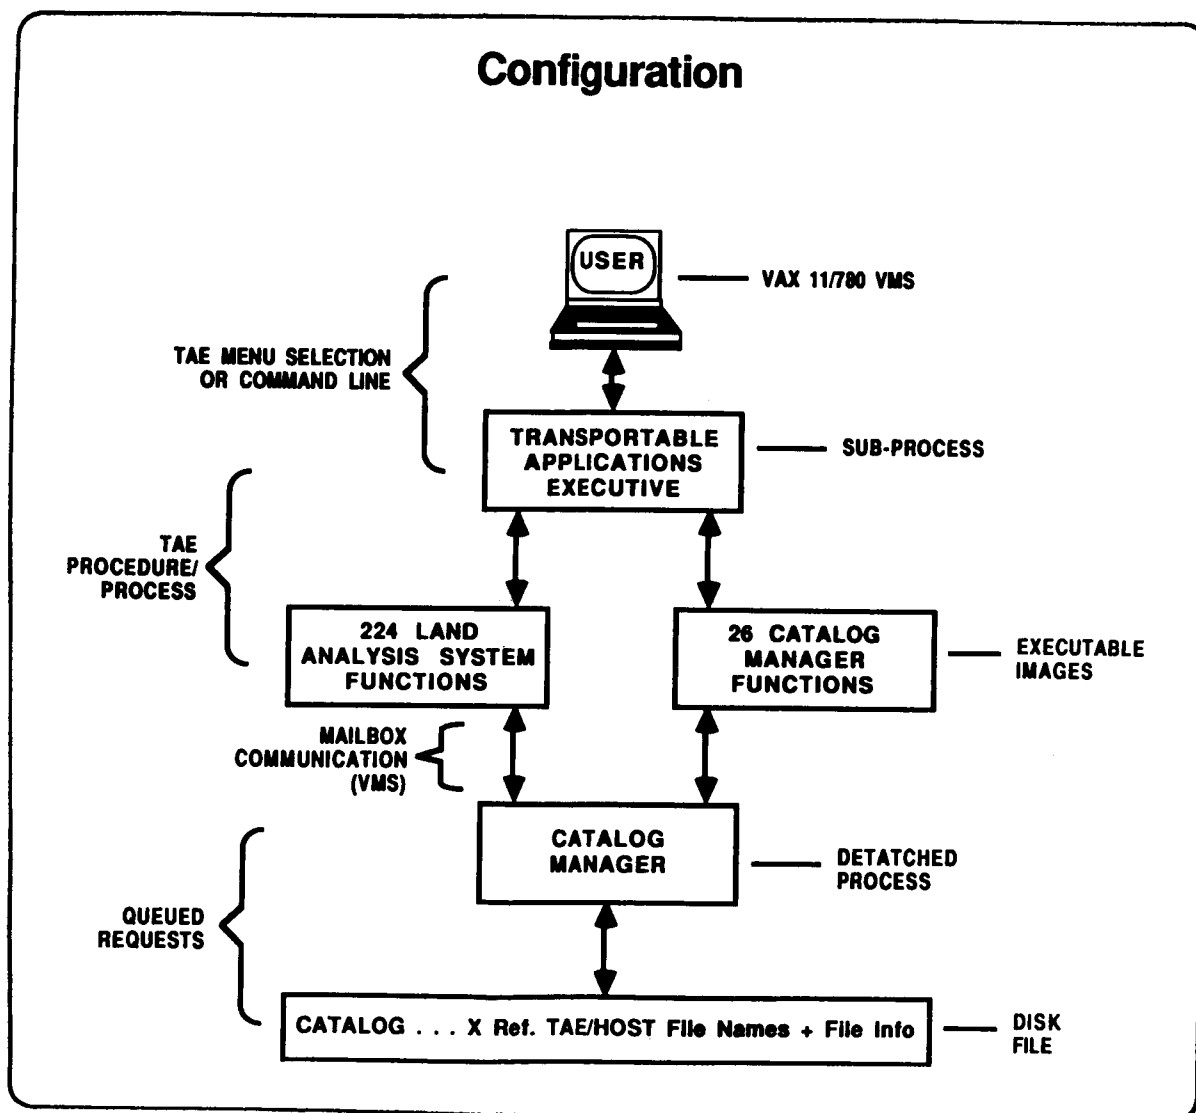 Configuration
USER
VAX 11/780 VMS
TAE MENU SELECTION
OR COMMAND LINE
TRANSPORTABLE
APPLICATIONS
EXECUTIVE
SUB-PROCESS
TAE
PROCEDURE/
PROCESS
224 LAND
ANALYSIS SYSTEM
FUNCTIONS
26 CATALOG
MANAGER
FUNCTIONS
EXECUTABLE
IMAGES
MAILBOX
COMMUNICATION
(VMS)
CATALOG
MANAGER
DETATCHED
PROCESS
QUEUED
REQUESTS
CATALOG . . . X Ref. TAE/HOST File Names + File Info
DISK
FILE